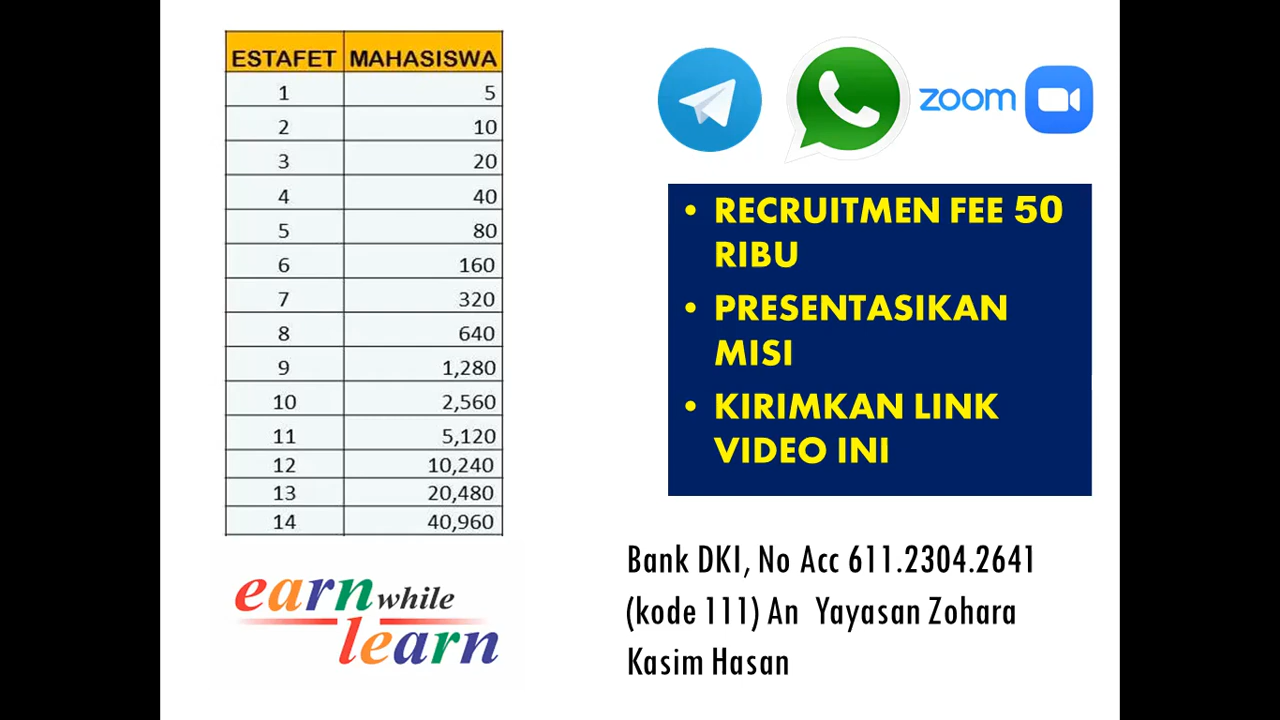 ESTAFET MAHASISWA
1 5
2 10
3 20
4 40
5 80
6 160
7 320
8 640
9 1,280
10 2,560
11 5,120
12 10,240
13 20,480
14 40,960
earn while
learn
zoom
• RECRUITMEN FEE 50
RIBU
• PRESENTASIKAN
MISI
• KIRIMKAN LINK
VIDEO INI
Bank DKI, No Acc 611.2304.2641
(kode 111) An Yayasan Zohara
Kasim Hasan